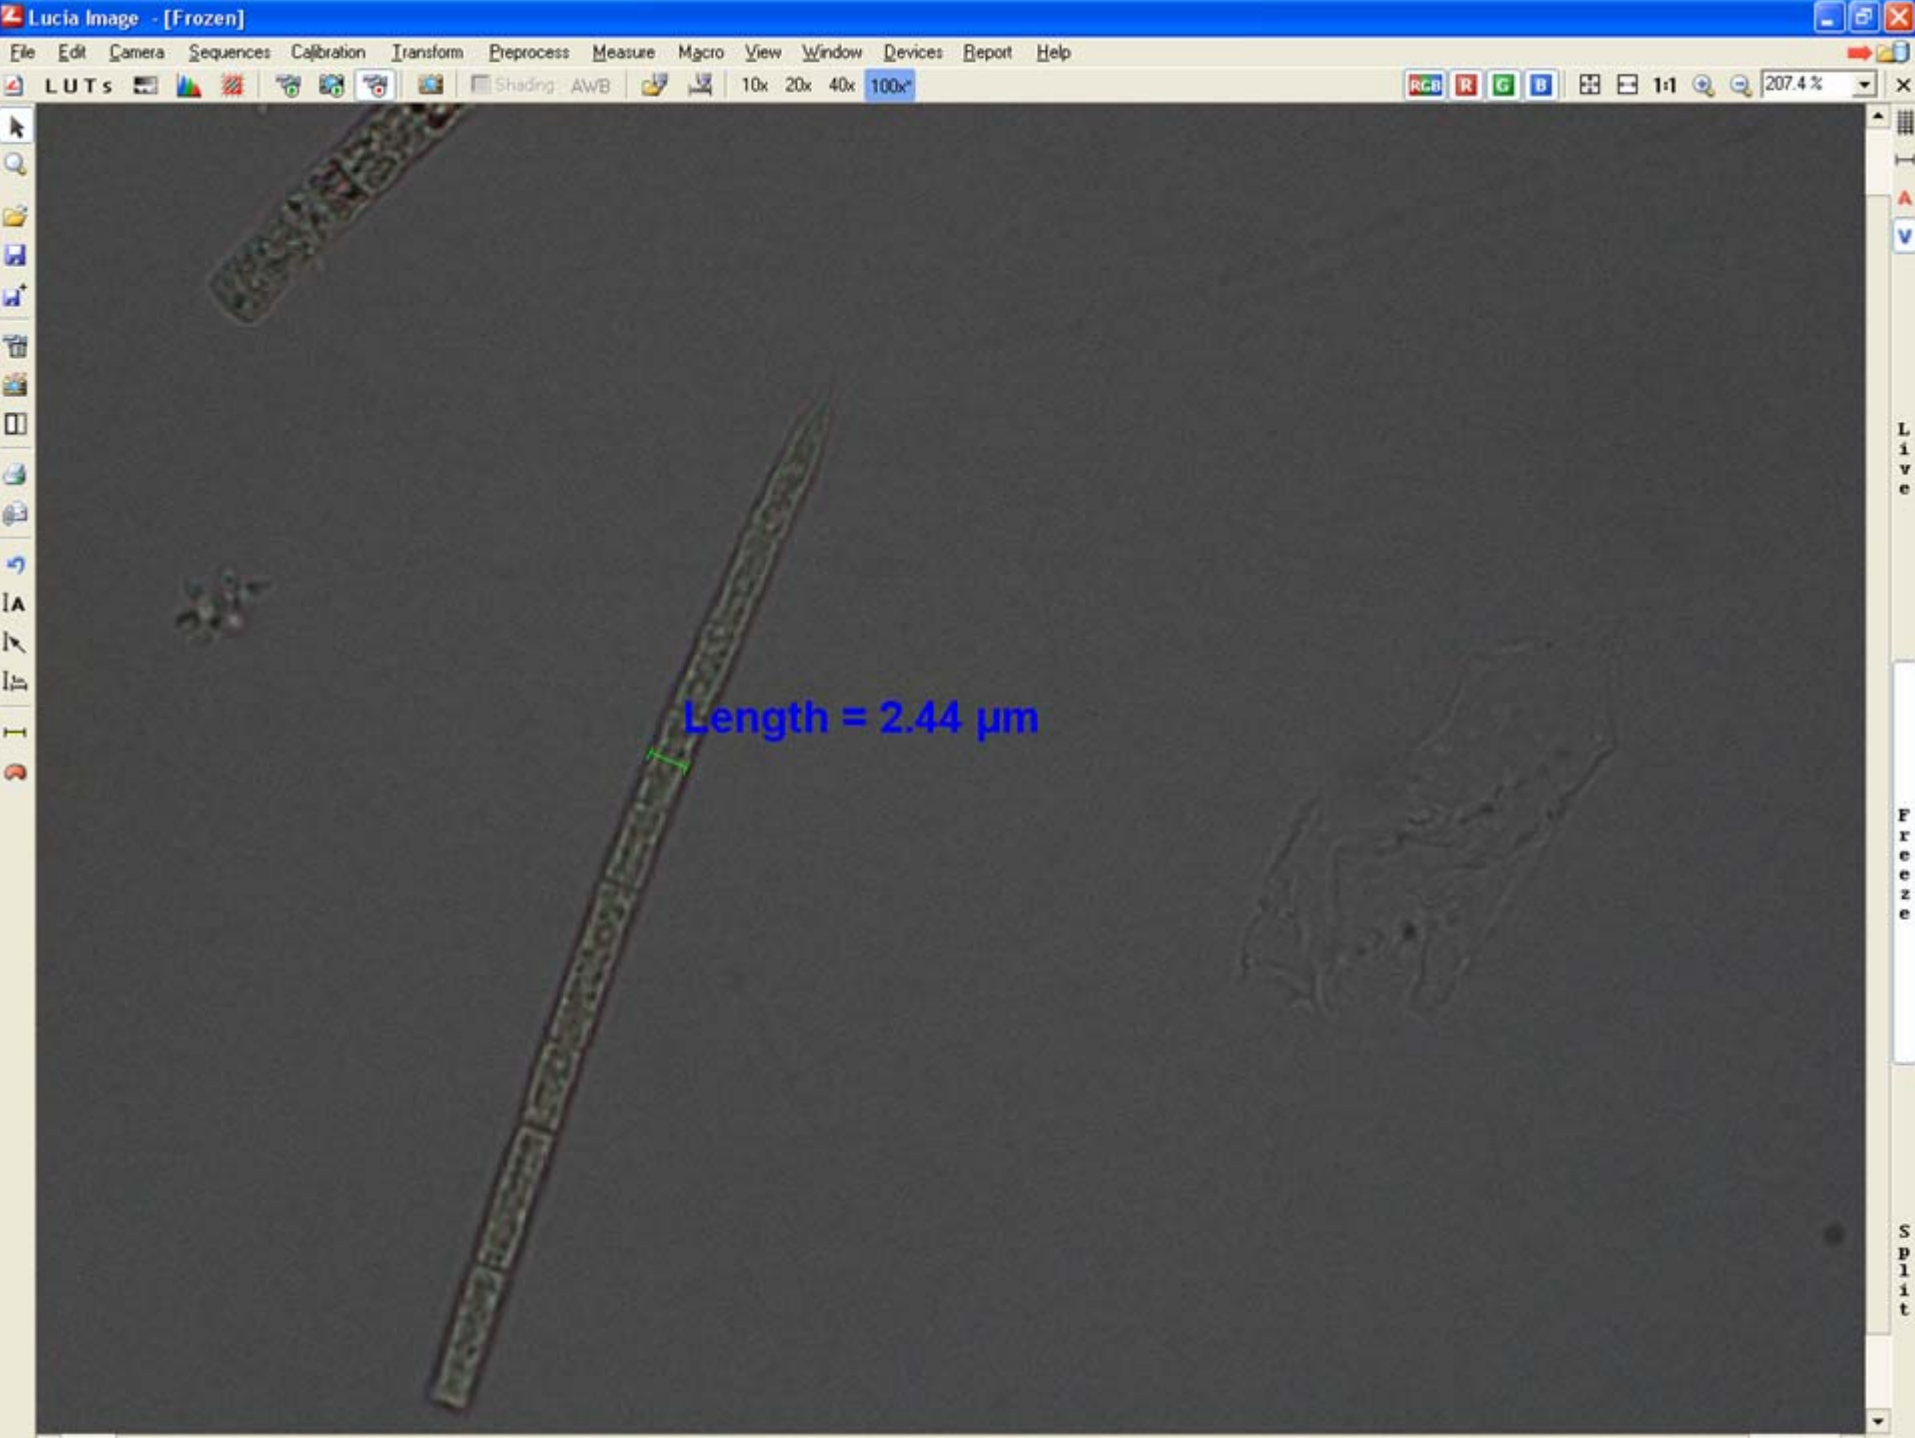 Lucia Image - [Frozen]
File Edit Camera Sequences Calibration Transform Preprocess Measure Macro View Window Devices Report Help
LUTs Shading AWB 10x 20x 40x 100x* RGB R G B 1:1 207.4 %
A
V
A
Live
Length = 2.44 µm
Freeze
Split